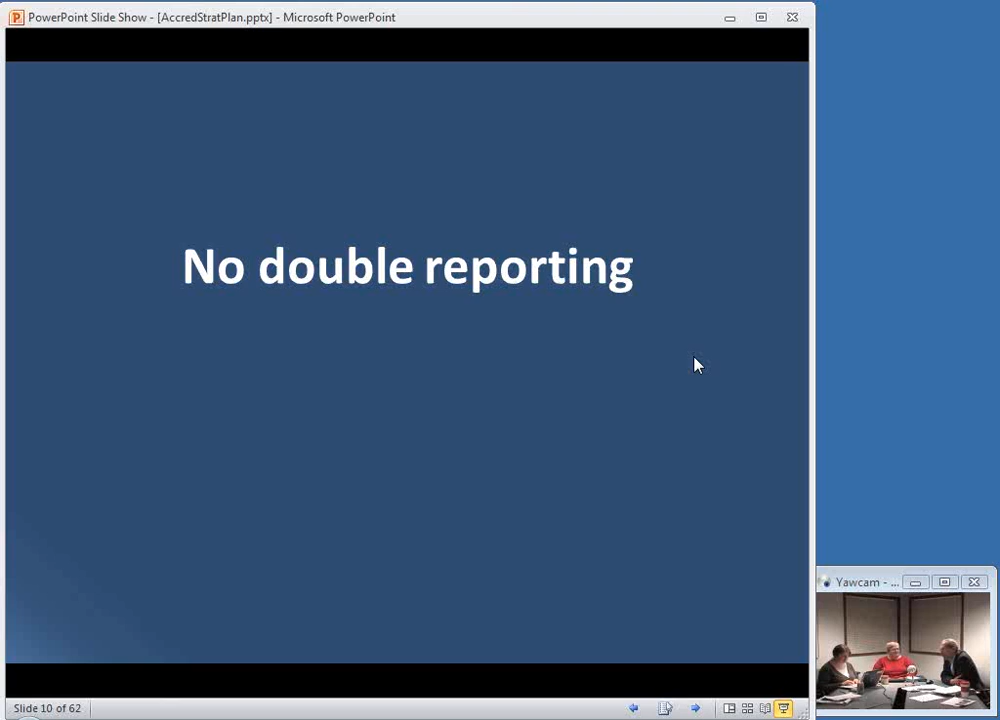 PowerPoint Slide Show - [AccredStratPlan.pptx] - Microsoft PowerPoint
No double reporting
Yawcam - ...
Slide 10 of 62